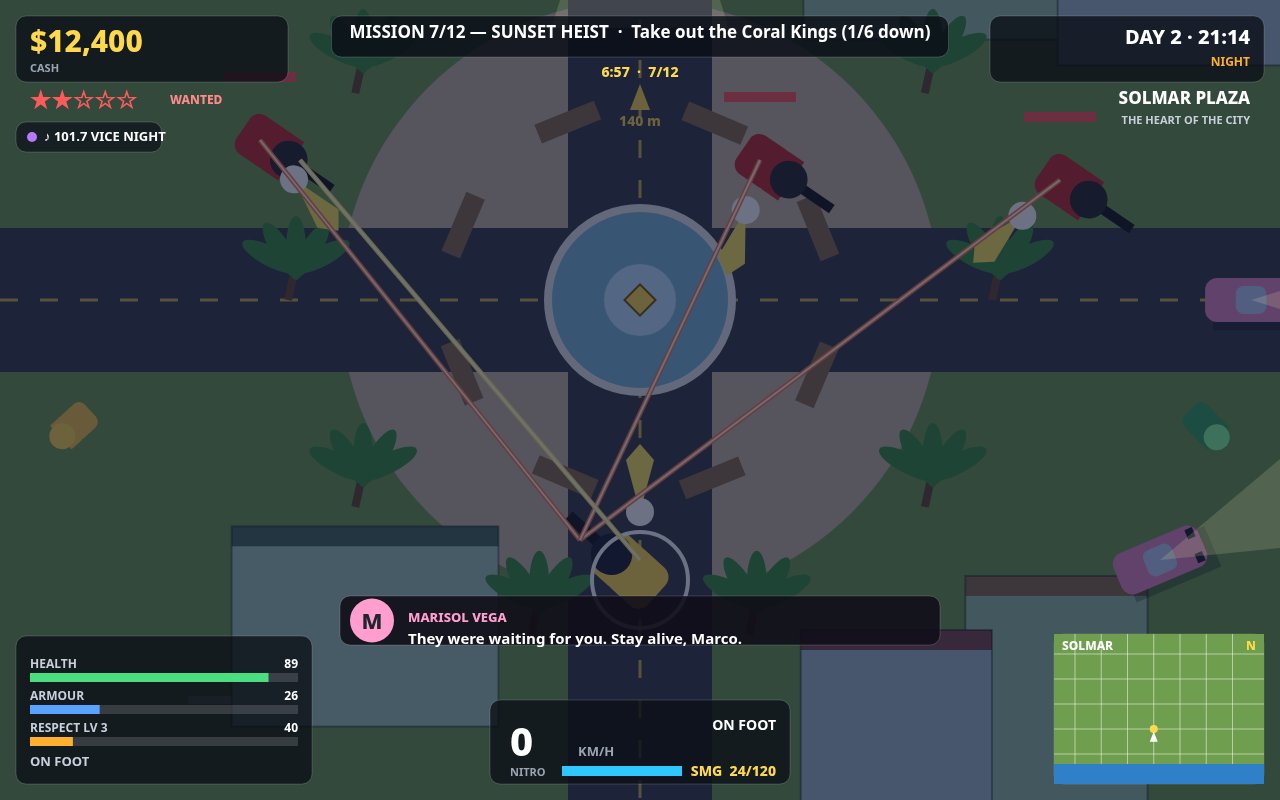 $12,400
CASH
WANTED
♪ 101.7 VICE NIGHT
MISSION 7/12 — SUNSET HEIST · Take out the Coral Kings (1/6 down)
6:57 · 7/12
140 m
DAY 2 · 21:14
NIGHT
SOLMAR PLAZA
THE HEART OF THE CITY
M
MARISOL VEGA
They were waiting for you. Stay alive, Marco.
HEALTH 89
ARMOUR 26
RESPECT LV 3 40
ON FOOT
ON FOOT
0 KM/H
NITRO SMG 24/120
SOLMAR N